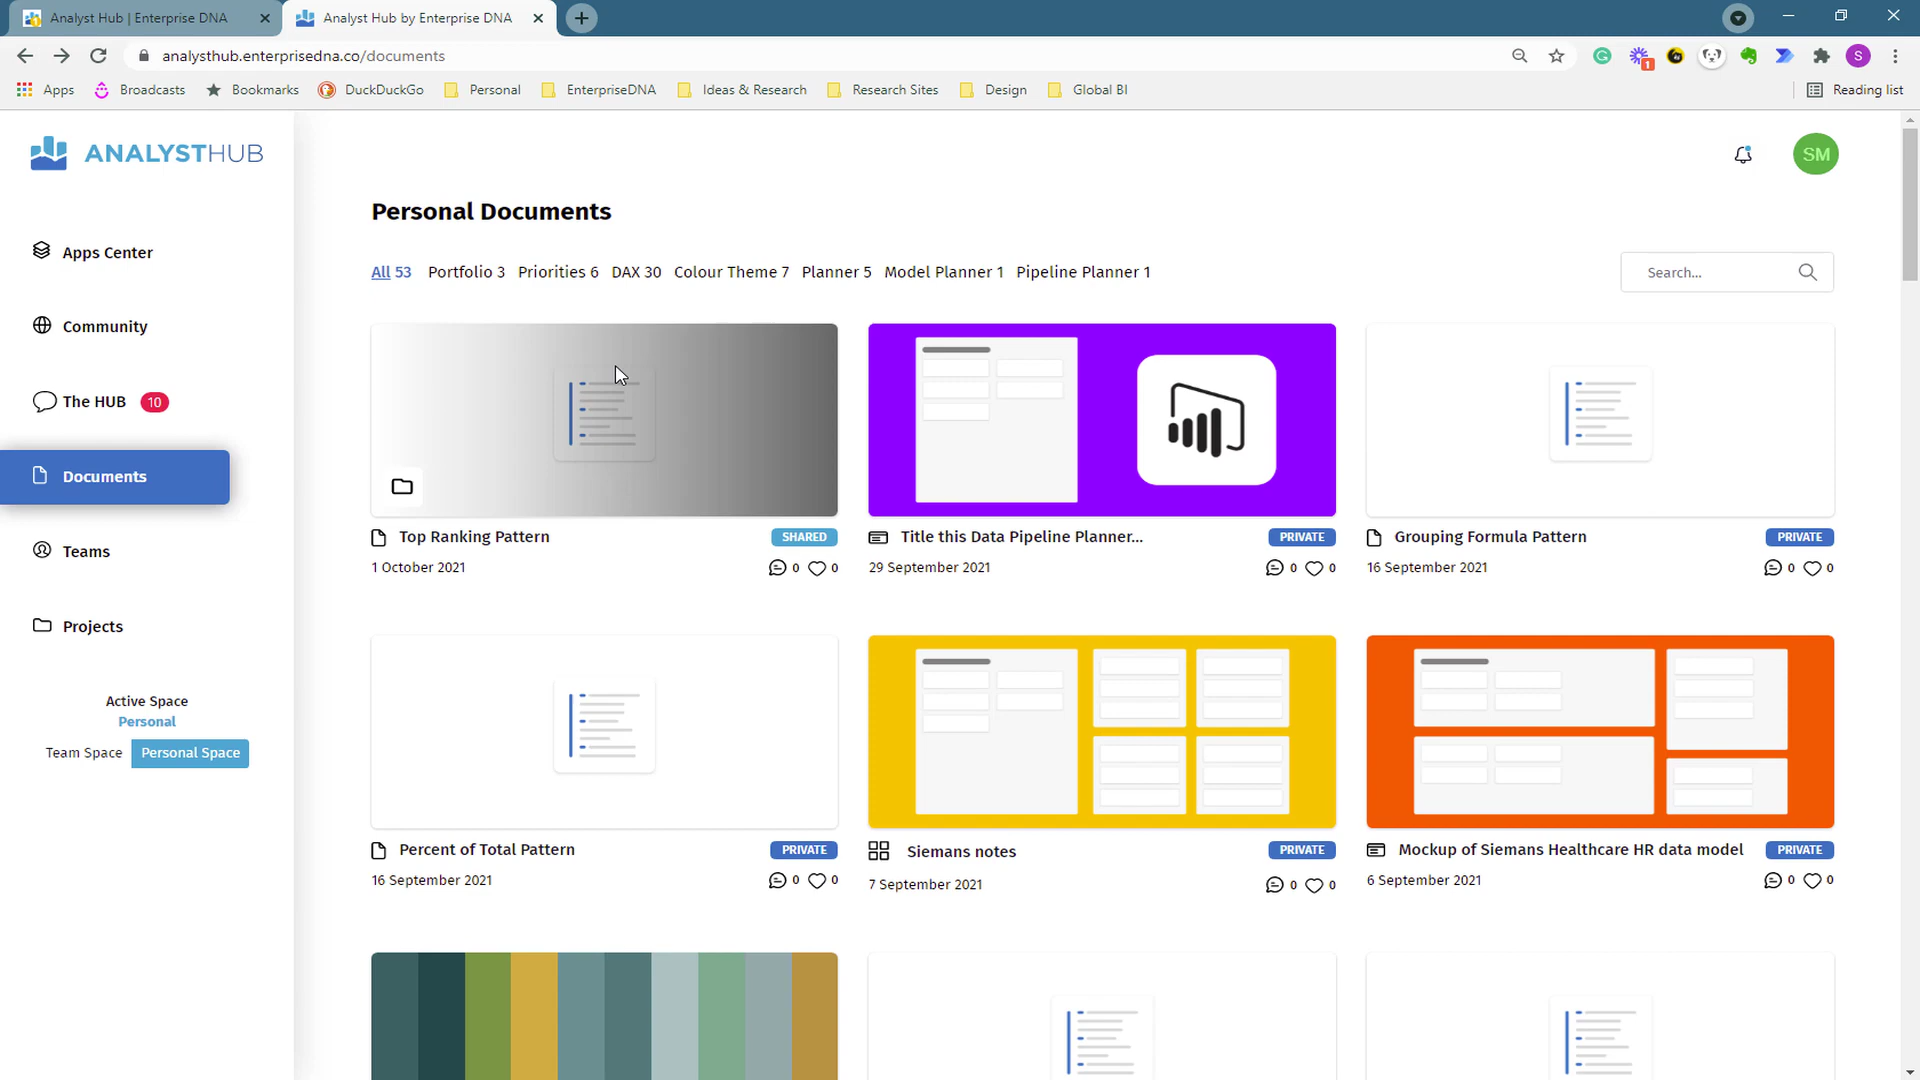 Analyst Hub | Enterprise DNA
Analyst Hub by Enterprise DNA
analysthub.enterprisedna.co/documents
1
S
Apps
Broadcasts
Bookmarks
DuckDuckGo
Personal
EnterpriseDNA
Ideas & Research
Research Sites
Design
Global BI
Reading list
ANALYSTHUB
SM
Apps Center
Community
The HUB 10
Documents
Teams
Projects
Active Space
Personal
Team Space Personal Space
Personal Documents
All 53 Portfolio 3 Priorities 6 DAX 30 Colour Theme 7 Planner 5 Model Planner 1 Pipeline Planner 1
Search...
Top Ranking Pattern SHARED
1 October 2021 0 0
Title this Data Pipeline Planner... PRIVATE
29 September 2021 0 0
Grouping Formula Pattern PRIVATE
16 September 2021 0 0
Percent of Total Pattern PRIVATE
16 September 2021 0 0
Siemans notes PRIVATE
7 September 2021 0 0
Mockup of Siemans Healthcare HR data model PRIVATE
6 September 2021 0 0